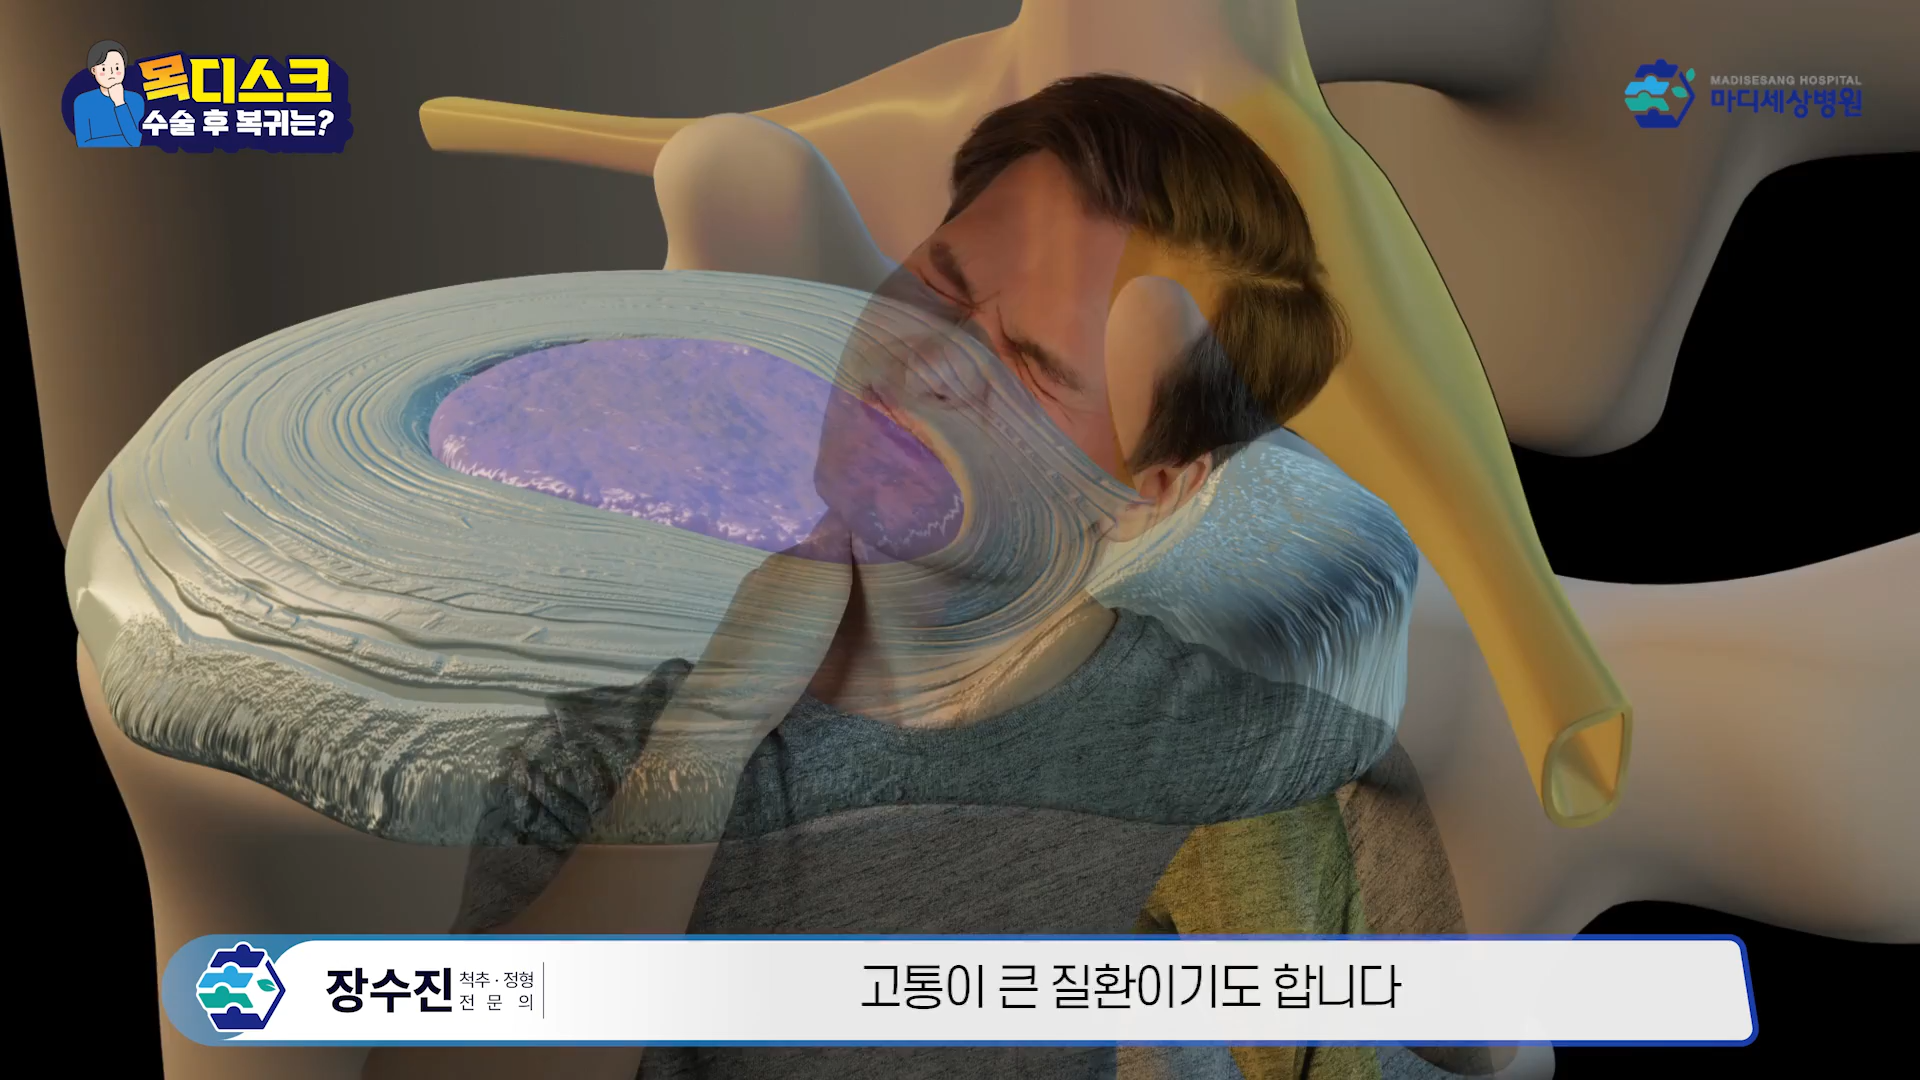 목디스크
수술 후 복귀는?
MADISESANG HOSPITAL
마디세상병원
장수진 척추·정형
전문의
고통이 큰 질환이기도 합니다